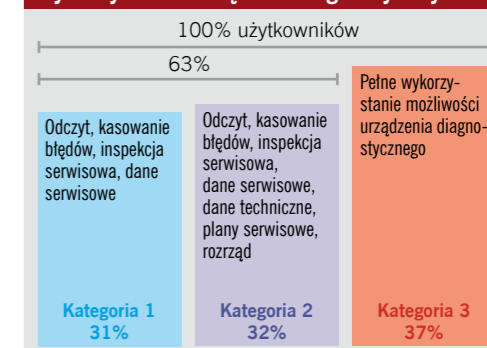 100% użytkowników
63%
Odczyt, kasowanie
błędów, inspekcja
serwisowa, dane
serwisowe
Kategoria 1
31%
Odczyt, kasowanie
błędów, inspekcja
serwisowa,
dane serwisowe,
dane techniczne,
plany serwisowe,
rozrząd
Kategoria 2
32%
Pełne wykorzy-
stanie możliwości
urządzenia diagno-
stycznego
Kategoria 3
37%